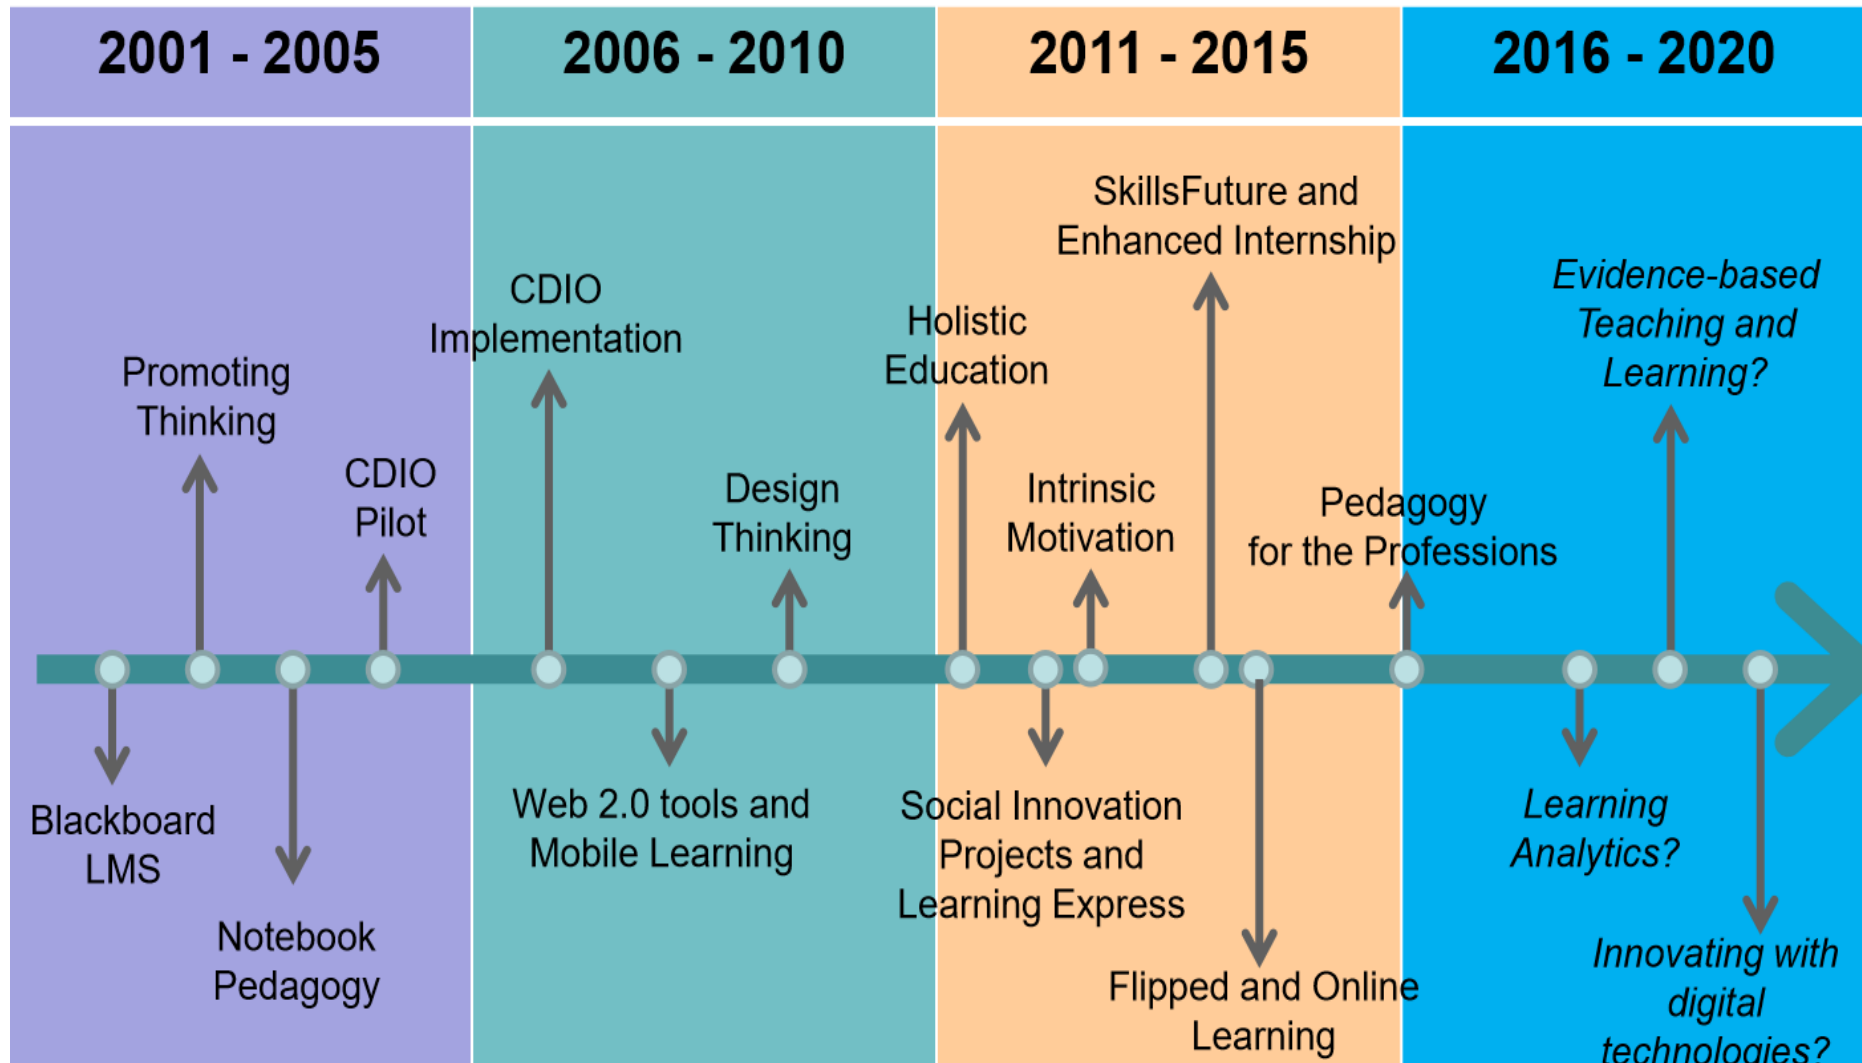 2001 - 2005
2006 - 2010
2011 - 2015
2016 - 2020
Promoting
Thinking
CDIO
Pilot
Blackboard
LMS
Notebook
Pedagogy
CDIO
Implementation
Design
Thinking
Web 2.0 tools and
Mobile Learning
Holistic
Education
Intrinsic
Motivation
SkillsFuture and
Enhanced Internship
Pedagogy
for the Professions
Social Innovation
Projects and
Learning Express
Flipped and Online
Learning
Evidence-based
Teaching and
Learning?
Learning
Analytics?
Innovating with
digital
technologies?